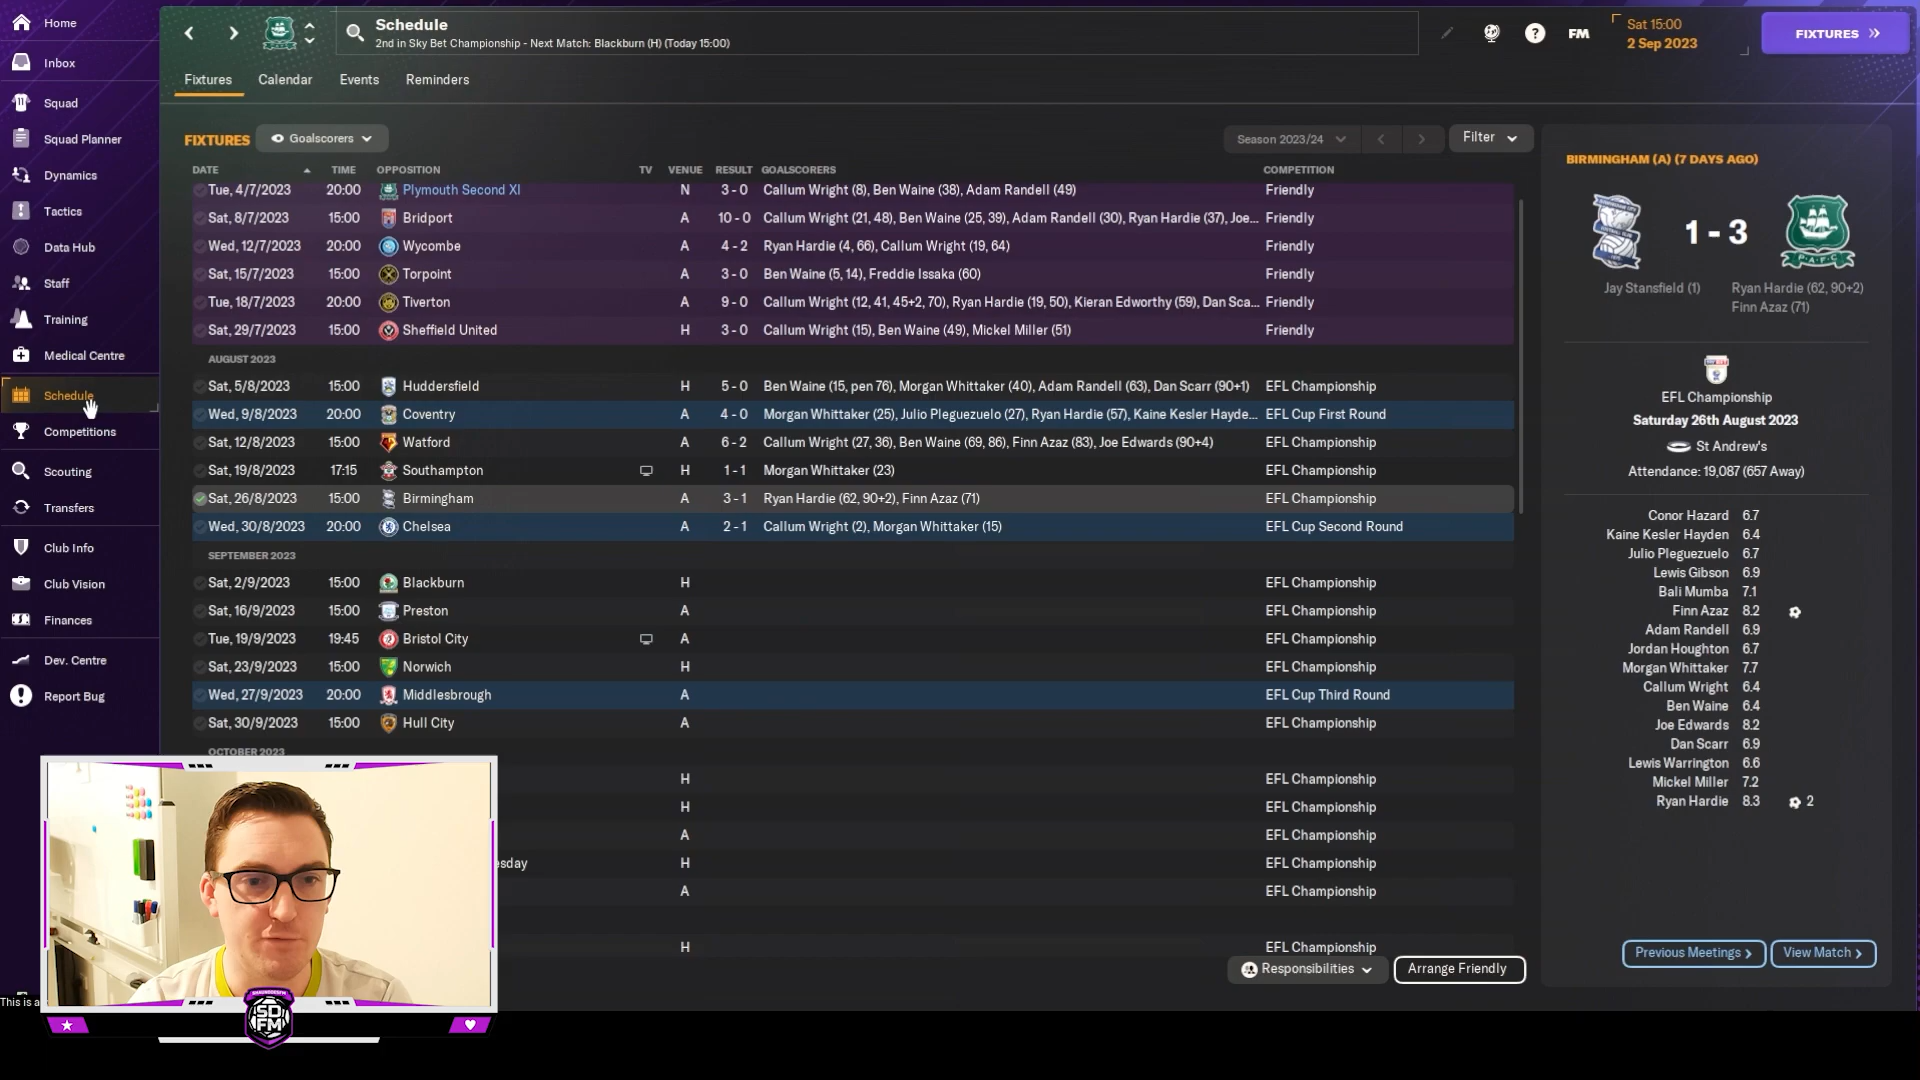 Home
Inbox
Squad
Squad Planner
Dynamics
Tactics
Data Hub
Staff
Training
Medical Centre
Schedule
Competitions
Scouting
Transfers
Club Info
Club Vision
Finances
Dev. Centre
Report Bug
Schedule
2nd in Sky Bet Championship - Next Match: Blackburn (H) (Today 15:00)
FM
Sat 15:00
2 Sep 2023
FIXTURES
Fixtures Calendar Events Reminders
FIXTURES Goalscorers Season 2023/24 Filter
DATE TIME OPPOSITION TV VENUE RESULT GOALSCORERS COMPETITION
Tue, 4/7/2023 20:00 Plymouth Second XI N 3 - 0 Callum Wright (8), Ben Waine (38), Adam Randell (49) Friendly
Sat, 8/7/2023 15:00 Bridport A 10 - 0 Callum Wright (21, 48), Ben Waine (25, 39), Adam Randell (30), Ryan Hardie (37), Joe... Friendly
Wed, 12/7/2023 20:00 Wycombe A 4 - 2 Ryan Hardie (4, 66), Callum Wright (19, 64) Friendly
Sat, 15/7/2023 15:00 Torpoint A 3 - 0 Ben Waine (5, 14), Freddie Issaka (60) Friendly
Tue, 18/7/2023 20:00 Tiverton A 9 - 0 Callum Wright (12, 41, 45+2, 70), Ryan Hardie (19, 50), Kieran Edworthy (59), Dan Sca... Friendly
Sat, 29/7/2023 15:00 Sheffield United H 3 - 0 Callum Wright (15), Ben Waine (49), Mickel Miller (51) Friendly
AUGUST 2023
Sat, 5/8/2023 15:00 Huddersfield H 5 - 0 Ben Waine (15, pen 76), Morgan Whittaker (40), Adam Randell (63), Dan Scarr (90+1) EFL Championship
Wed, 9/8/2023 20:00 Coventry A 4 - 0 Morgan Whittaker (25), Julio Pleguezuelo (27), Ryan Hardie (57), Kaine Kesler Hayde... EFL Cup First Round
Sat, 12/8/2023 15:00 Watford A 6 - 2 Callum Wright (27, 36), Ben Waine (69, 86), Finn Azaz (83), Joe Edwards (90+4) EFL Championship
Sat, 19/8/2023 17:15 Southampton H 1 - 1 Morgan Whittaker (23) EFL Championship
Sat, 26/8/2023 15:00 Birmingham A 3 - 1 Ryan Hardie (62, 90+2), Finn Azaz (71) EFL Championship
Wed, 30/8/2023 20:00 Chelsea A 2 - 1 Callum Wright (2), Morgan Whittaker (15) EFL Cup Second Round
SEPTEMBER 2023
Sat, 2/9/2023 15:00 Blackburn H EFL Championship
Sat, 16/9/2023 15:00 Preston A EFL Championship
Tue, 19/9/2023 19:45 Bristol City A EFL Championship
Sat, 23/9/2023 15:00 Norwich H EFL Championship
Wed, 27/9/2023 20:00 Middlesbrough A EFL Cup Third Round
Sat, 30/9/2023 15:00 Hull City A EFL Championship
OCTOBER 2023
H EFL Championship
H EFL Championship
A EFL Championship
esday H EFL Championship
A EFL Championship
H EFL Championship
Responsibilities Arrange Friendly
BIRMINGHAM (A) (7 DAYS AGO)
1 - 3
P.A.F.C
Jay Stansfield (1) Ryan Hardie (62, 90+2)
Finn Azaz (71)
EFL Championship
Saturday 26th August 2023
St Andrew's
Attendance: 19,087 (657 Away)
Conor Hazard 6.7
Kaine Kesler Hayden 6.4
Julio Pleguezuelo 6.7
Lewis Gibson 6.9
Bali Mumba 7.1
Finn Azaz 8.2
Adam Randell 6.9
Jordan Houghton 6.7
Morgan Whittaker 7.7
Callum Wright 6.4
Ben Waine 6.4
Joe Edwards 8.2
Dan Scarr 6.9
Lewis Warrington 6.6
Mickel Miller 7.2
Ryan Hardie 8.3 2
Previous Meetings View Match
This is a
SDFM